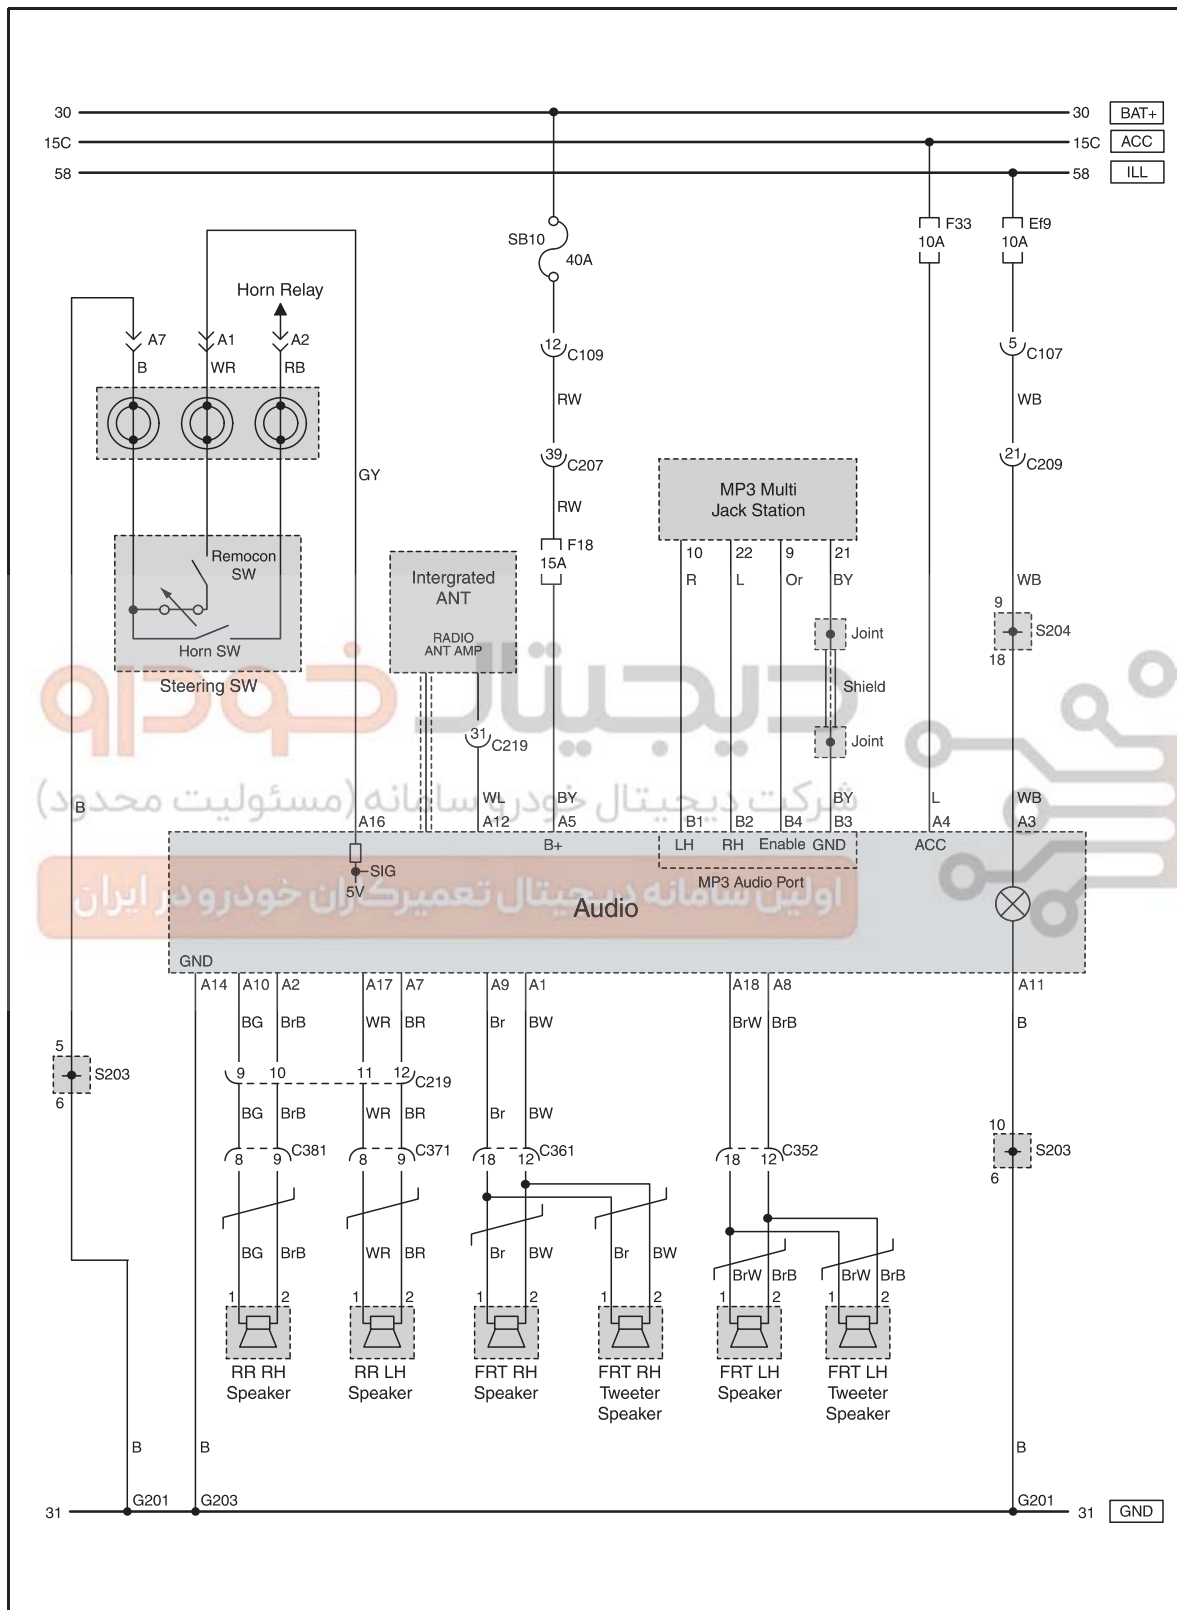 30 30 BAT+
15C 15C ACC
58 58 ILL
F33 Ef9
SB10 10A 10A
40A
Horn Relay
A7 A1 A2 12 C109 5 C107
B WR RB
RW WB
39 C207 21 C209
GY
MP3 Multi
Jack Station
RW
F18
15A
10 22 9 21
Remocon
SW
Intergrated
ANT
R L Or BY WB
9
Joint S204
RADIO
ANT AMP
Horn SW
18
Steering SW
Shield
دیجیتال خودرو
31 C219 Joint
شرکت دیجیتال خودرو سامانه (مسئولیت محدود)
B WL BY BY L WB
A16 A12 A5 B1 B2 B4 B3 A4 A3
B+ LH RH Enable GND ACC
SIG
MP3 Audio Port
5V
اولین سامانه دیجیتال تعمیرکاران خودرو در ایران
Audio
GND
A14 A10 A2 A17 A7 A9 A1 A18 A8 A11
BG BrB WR BR Br BW BrW BrB B
5
S203
6
9 10 11 12 C219
BG BrB WR BR Br BW
10
8 9 C381 8 9 C371 18 12 C361 18 12 C352 S203
6
BG BrB WR BR Br BW Br BW
BrW BrB BrW BrB
1 2 1 2 1 2 1 2 1 2 1 2
RR RH RR LH FRT RH FRT RH FRT LH FRT LH
Speaker Speaker Speaker Tweeter Speaker Tweeter
Speaker Speaker
B B B
G201 G203 G201
31 31 GND